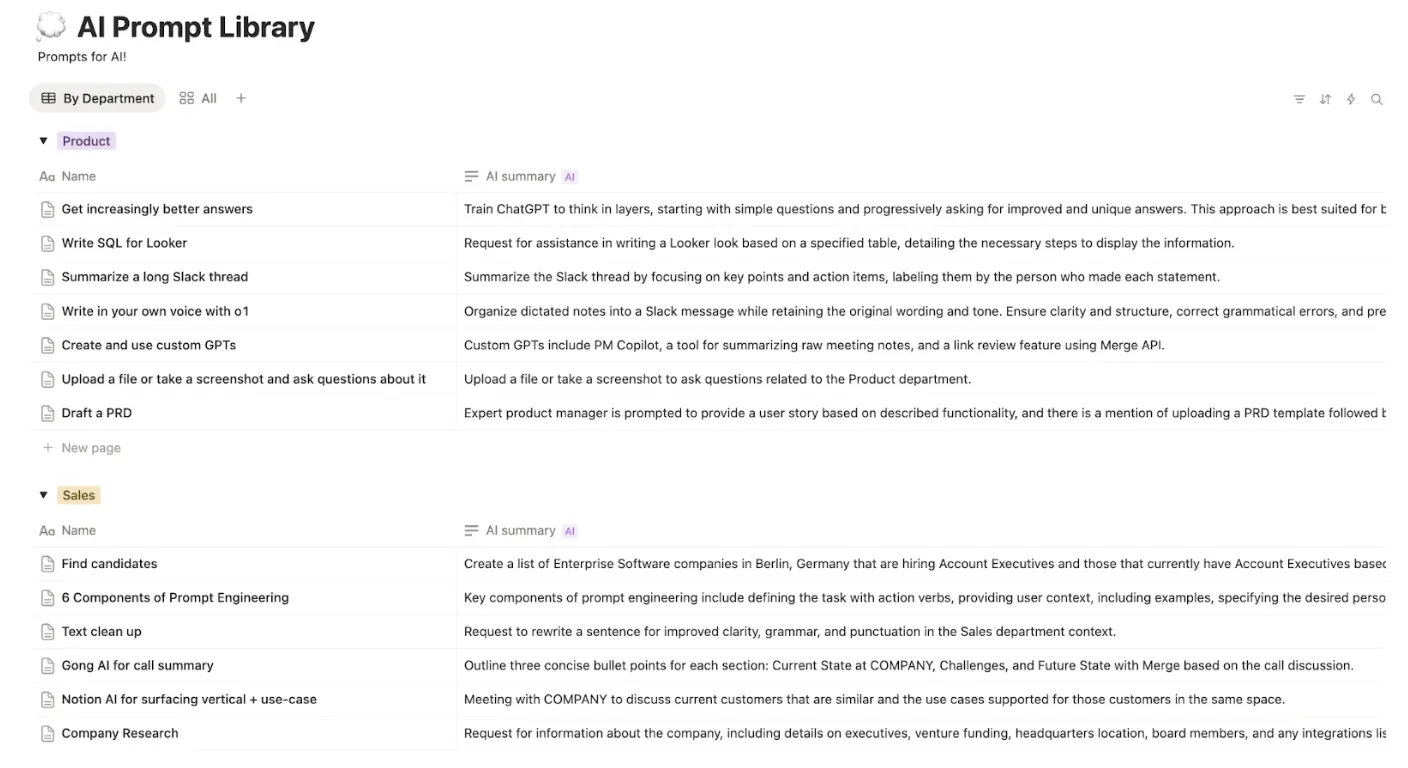 AI Prompt Library
Prompts for AI!
By Department All +
Product
Aa Name AI summary AI
Get increasingly better answers Train ChatGPT to think in layers, starting with simple questions and progressively asking for improved and unique answers. This approach is best suited for b
Write SQL for Looker Request for assistance in writing a Looker look based on a specified table, detailing the necessary steps to display the information.
Summarize a long Slack thread Summarize the Slack thread by focusing on key points and action items, labeling them by the person who made each statement.
Write in your own voice with o1 Organize dictated notes into a Slack message while retaining the original wording and tone. Ensure clarity and structure, correct grammatical errors, and pre
Create and use custom GPTs Custom GPTs include PM Copilot, a tool for summarizing raw meeting notes, and a link review feature using Merge API.
Upload a file or take a screenshot and ask questions about it Upload a file or take a screenshot to ask questions related to the Product department.
Draft a PRD Expert product manager is prompted to provide a user story based on described functionality, and there is a mention of uploading a PRD template followed b
+ New page
Sales
Aa Name AI summary AI
Find candidates Create a list of Enterprise Software companies in Berlin, Germany that are hiring Account Executives and those that currently have Account Executives based
6 Components of Prompt Engineering Key components of prompt engineering include defining the task with action verbs, providing user context, including examples, specifying the desired perso
Text clean up Request to rewrite a sentence for improved clarity, grammar, and punctuation in the Sales department context.
Gong AI for call summary Outline three concise bullet points for each section: Current State at COMPANY, Challenges, and Future State with Merge based on the call discussion.
Notion AI for surfacing vertical + use-case Meeting with COMPANY to discuss current customers that are similar and the use cases supported for those customers in the same space.
Company Research Request for information about the company, including details on executives, venture funding, headquarters location, board members, and any integrations lis